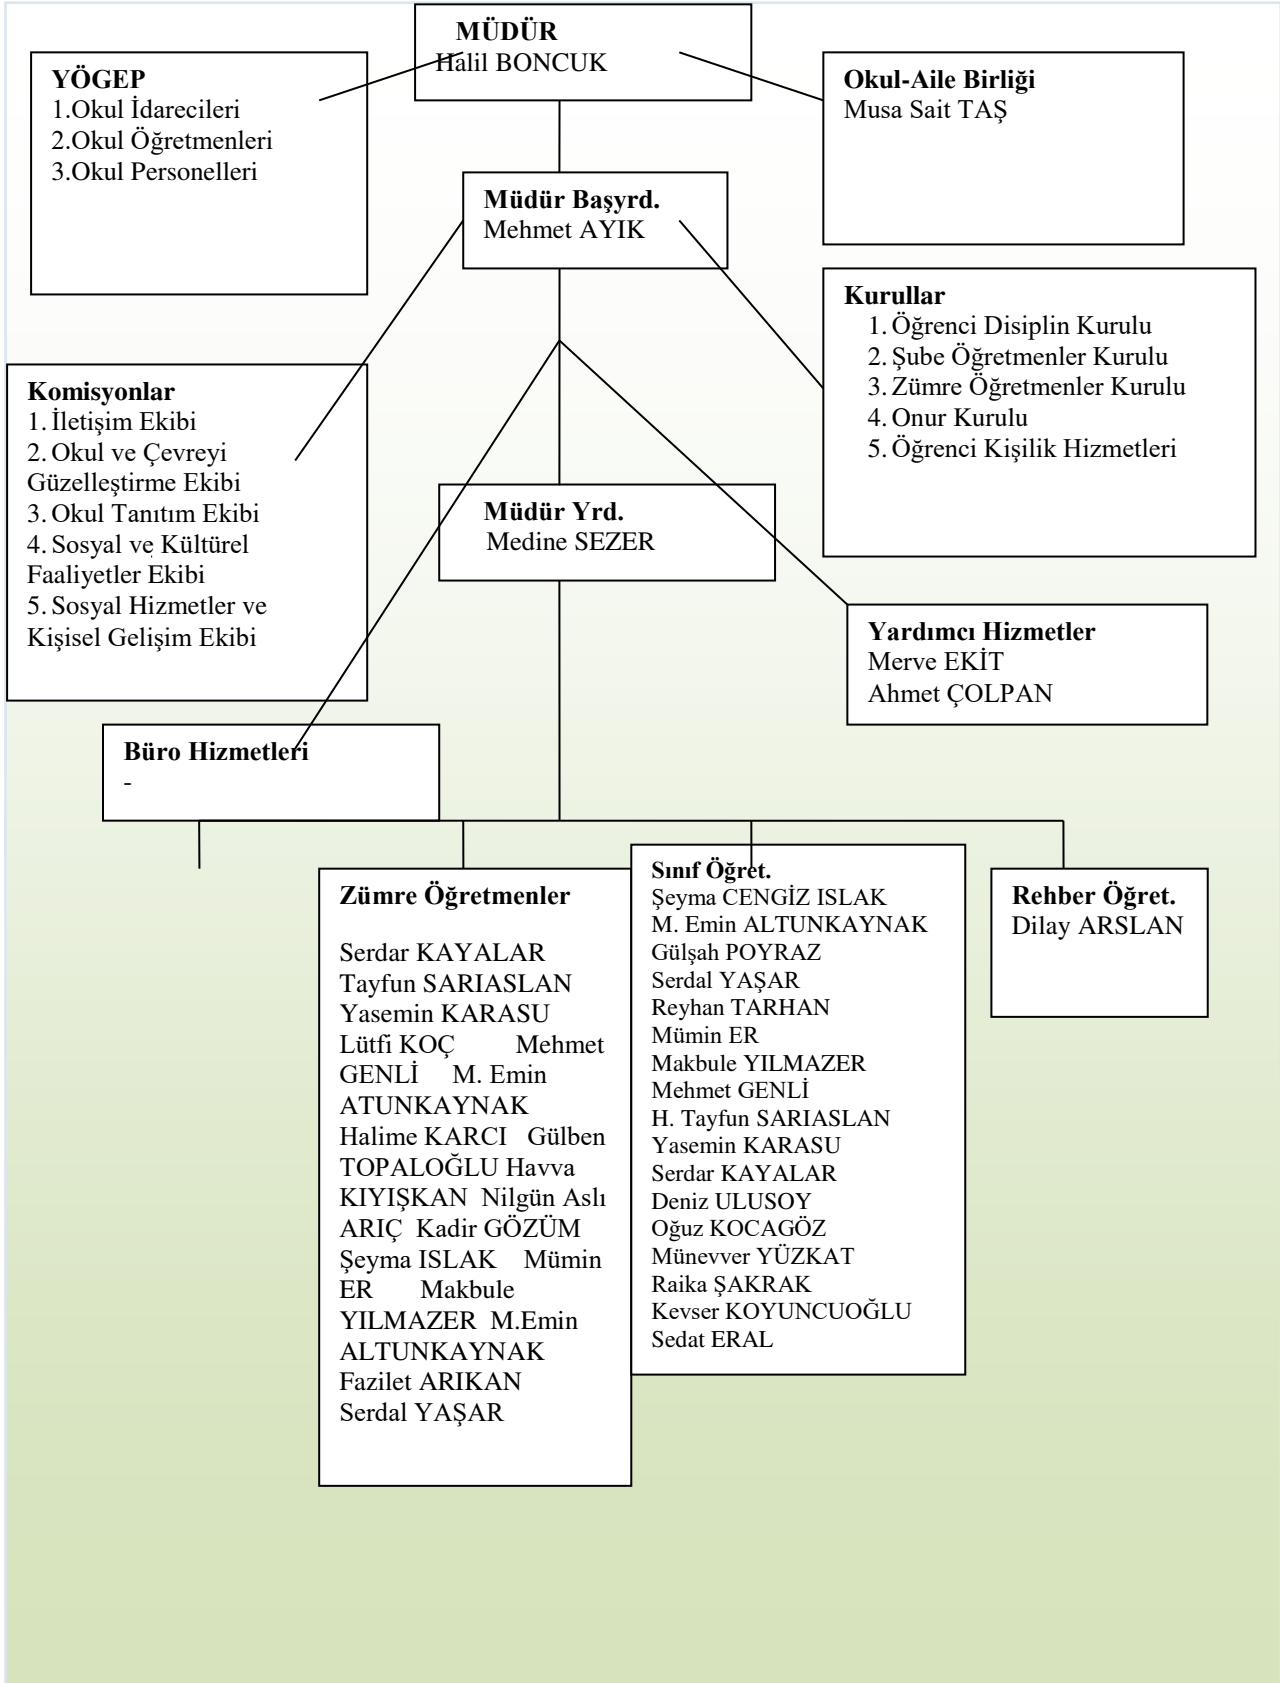 MÜDÜR
Halil BONCUK
YÖGEP
1.Okul İdarecileri
2.Okul Öğretmenleri
3.Okul Personelleri
Okul-Aile Birliği
Musa Sait TAŞ
Müdür Başyrd.
Mehmet AYIK
Kurullar
1. Öğrenci Disiplin Kurulu
2. Şube Öğretmenler Kurulu
3. Zümre Öğretmenler Kurulu
4. Onur Kurulu
5. Öğrenci Kişilik Hizmetleri
Komisyonlar
1. İletişim Ekibi
2. Okul ve Çevreyi
Güzelleştirme Ekibi
3. Okul Tanıtım Ekibi
4. Sosyal ve Kültürel
Faaliyetler Ekibi
5. Sosyal Hizmetler ve
Kişisel Gelişim Ekibi
Müdür Yrd.
Medine SEZER
Yardımcı Hizmetler
Merve EKİT
Ahmet ÇOLPAN
Büro Hizmetleri
-
Zümre Öğretmenler
Serdar KAYALAR
Tayfun SARIASLAN
Yasemin KARASU
Lütfi KOÇ Mehmet
GENLİ M. Emin
ATUNKAYNAK
Halime KARCI Gülben
TOPALOĞLU Havva
KIYIŞKAN Nilgün Aslı
ARIÇ Kadir GÖZÜM
Şeyma ISLAK Mümin
ER Makbule
YILMAZER M.Emin
ALTUNKAYNAK
Fazilet ARIKAN
Serdal YAŞAR
Sınıf Öğret.
Şeyma CENGİZ ISLAK
M. Emin ALTUNKAYNAK
Gülşah POYRAZ
Serdal YAŞAR
Reyhan TARHAN
Mümin ER
Makbule YILMAZER
Mehmet GENLİ
H. Tayfun SARIASLAN
Yasemin KARASU
Serdar KAYALAR
Deniz ULUSOY
Oğuz KOCAGÖZ
Münevver YÜZKAT
Raika ŞAKRAK
Kevser KOYUNCUOĞLU
Sedat ERAL
Rehber Öğret.
Dilay ARSLAN